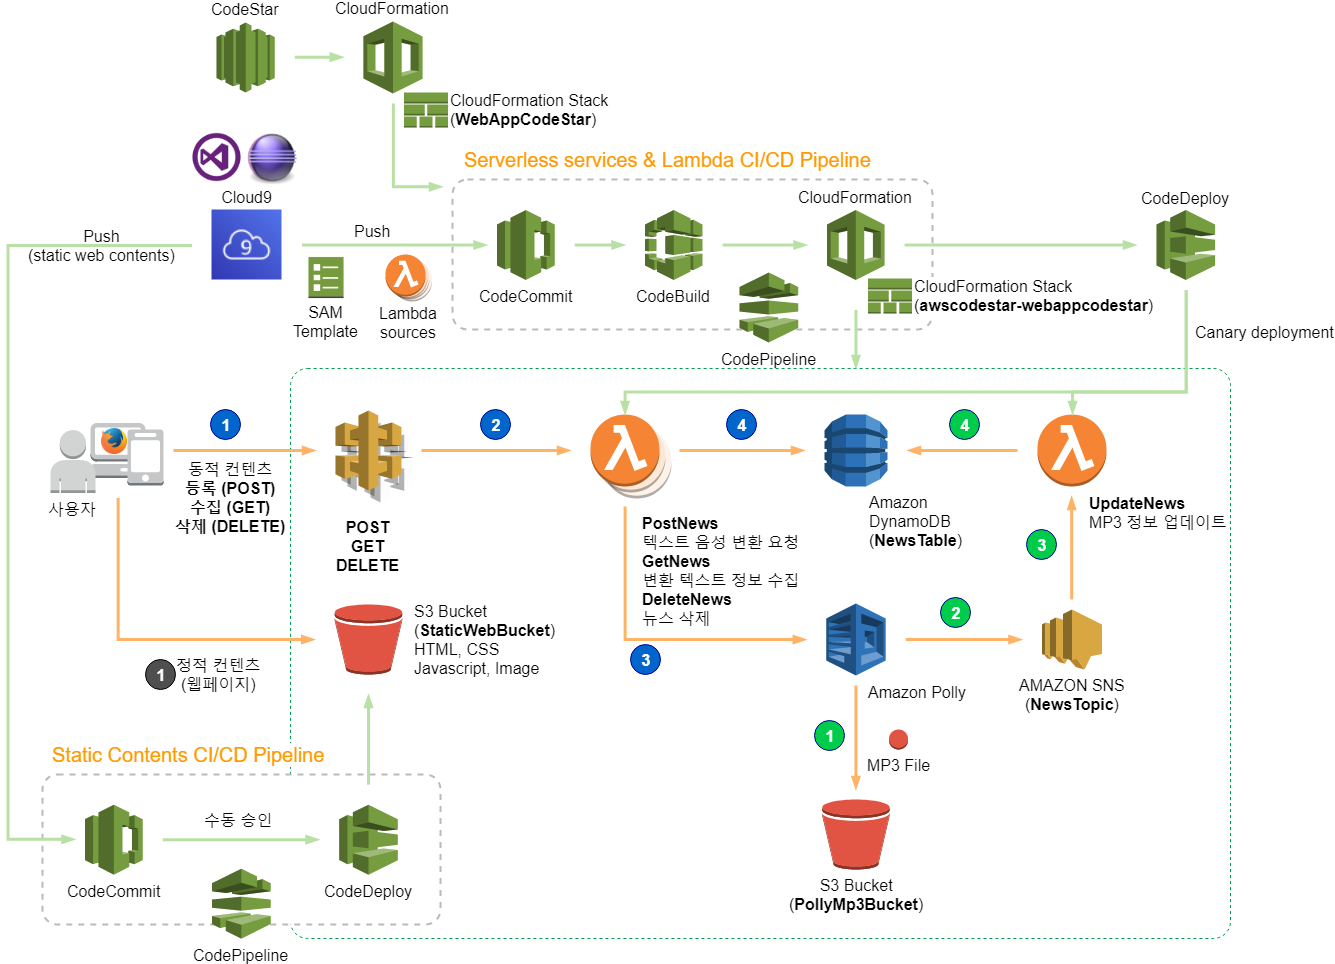 CodeStar
CloudFormation
CloudFormation Stack
(WebAppCodeStar)
Serverless services & Lambda CI/CD Pipeline
Cloud9
9
Push
(static web contents)
Push
SAM
Template
Lambda
sources
CodeCommit
CodeBuild
CloudFormation
CodeDeploy
CloudFormation Stack
(awscodestar-webappcodestar)
CodePipeline
Canary deployment
사용자
1
동적 컨텐츠
등록 (POST)
수집 (GET)
삭제 (DELETE)
POST
GET
DELETE
2
PostNews
텍스트 음성 변환 요청
GetNews
변환 텍스트 정보 수집
DeleteNews
뉴스 삭제
3
4
Amazon
DynamoDB
(NewsTable)
4
UpdateNews
MP3 정보 업데이트
3
1
정적 컨텐츠
(웹페이지)
S3 Bucket
(StaticWebBucket)
HTML, CSS
Javascript, Image
Amazon Polly
2
AMAZON SNS
(NewsTopic)
1
MP3 File
S3 Bucket
(PollyMp3Bucket)
Static Contents CI/CD Pipeline
CodeCommit
수동 승인
CodeDeploy
CodePipeline